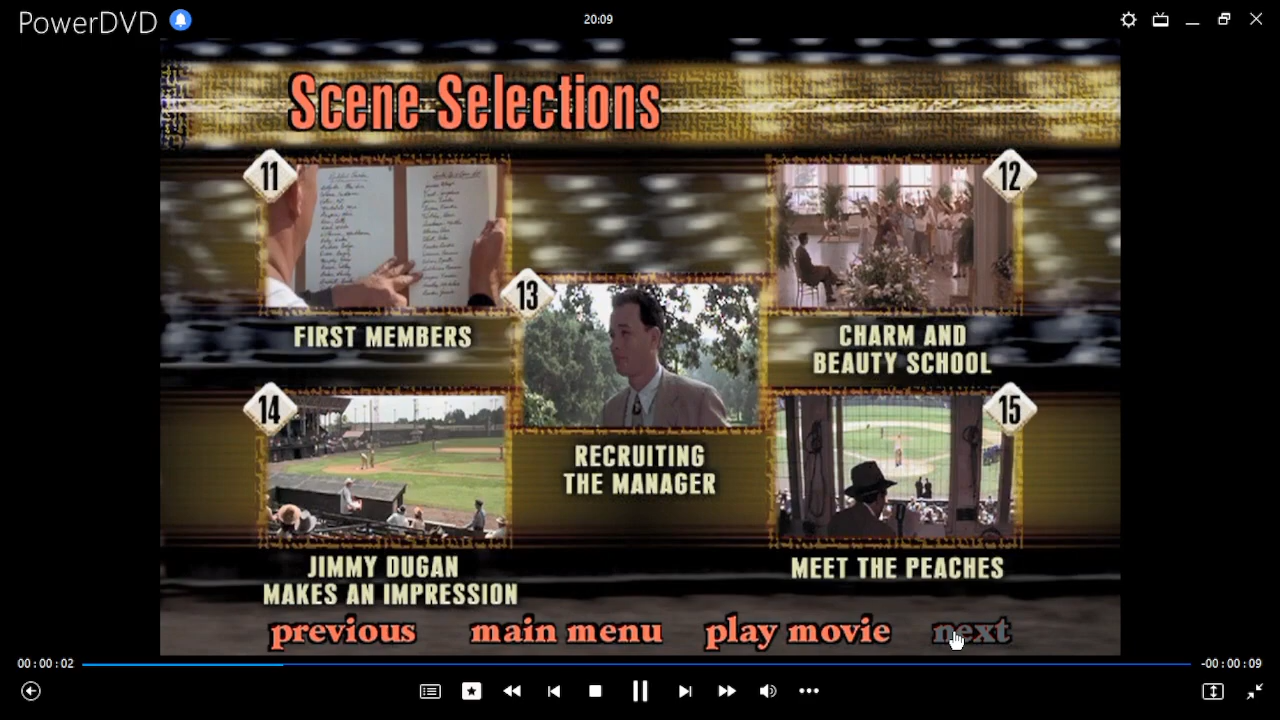 PowerDVD
20:09
Scene Selections
11
12
FIRST MEMBERS
13
CHARM AND
BEAUTY SCHOOL
14
15
RECRUITING
THE MANAGER
JIMMY DUGAN
MAKES AN IMPRESSION
MEET THE PEACHES
previous main menu play movie next
00:00:02
-00:00:09